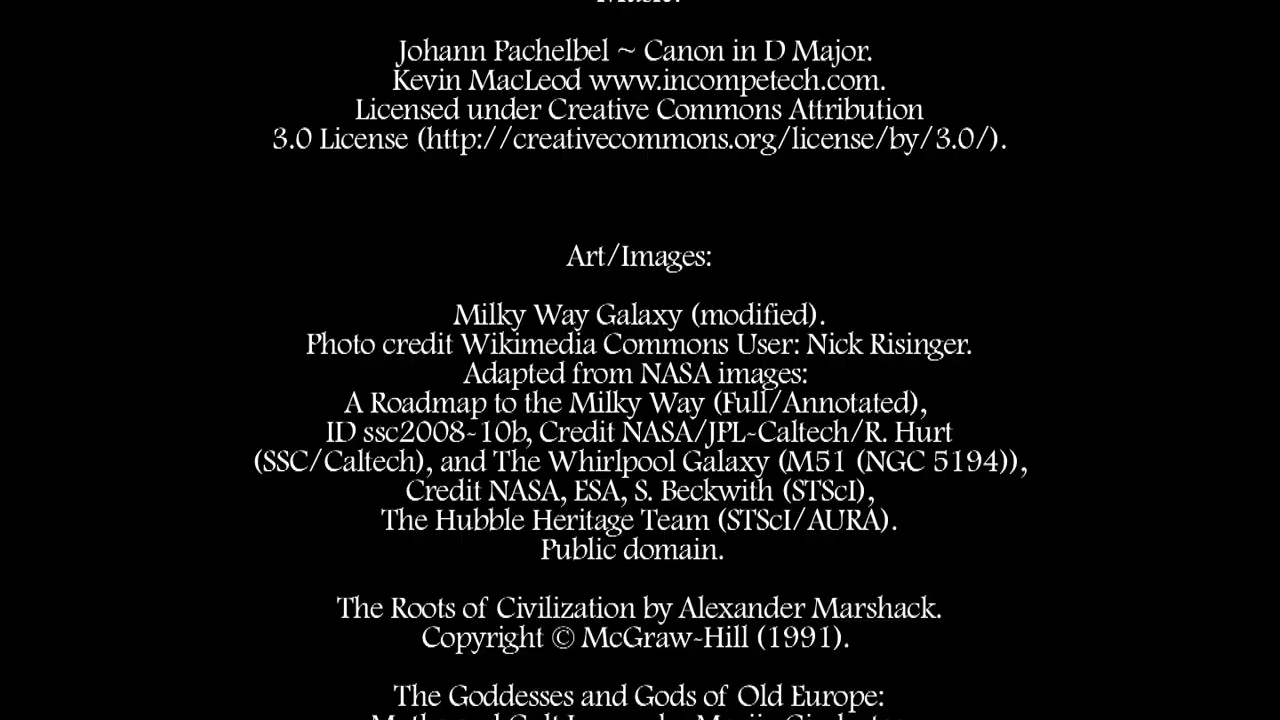 Johann Pachelbel ~ Canon in D Major.
Kevin MacLeod www.incompetech.com.
Licensed under Creative Commons Attribution
3.0 License (http://creativecommons.org/license/by/3.0/).
Art/Images:
Milky Way Galaxy (modified).
Photo credit Wikimedia Commons User: Nick Risinger.
Adapted from NASA images:
A Roadmap to the Milky Way (Full/Annotated),
ID ssc2008-10b, Credit NASA/JPL-Caltech/R. Hurt
(SSC/Caltech), and The Whirlpool Galaxy (M51 (NGC 5194)),
Credit NASA, ESA, S. Beckwith (STScI),
The Hubble Heritage Team (STScI/AURA).
Public domain.
The Roots of Civilization by Alexander Marshack.
Copyright © McGraw-Hill (1991).
The Goddesses and Gods of Old Europe: